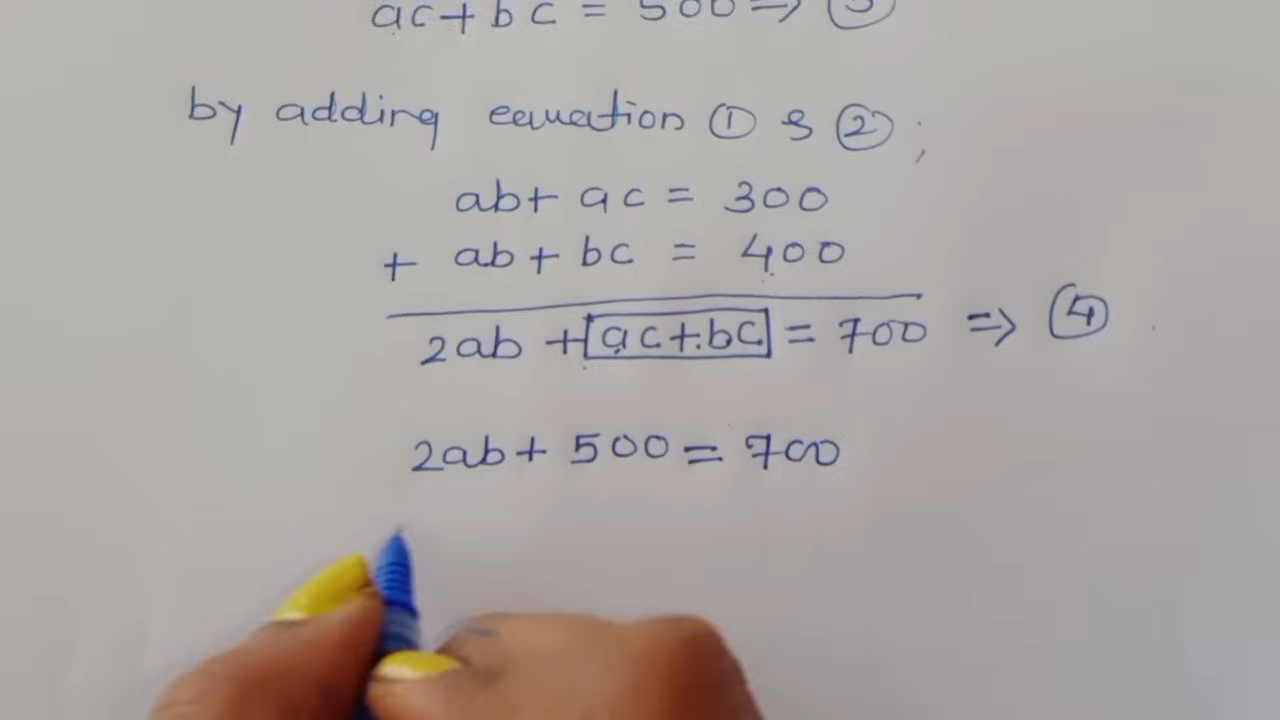 ac + bc = 500 ⇒ ③
by adding equation ① & ② ;
ab + ac = 300
+ ab + bc = 400
2ab + ac + bc = 700 ⇒ ④
2ab + 500 = 700